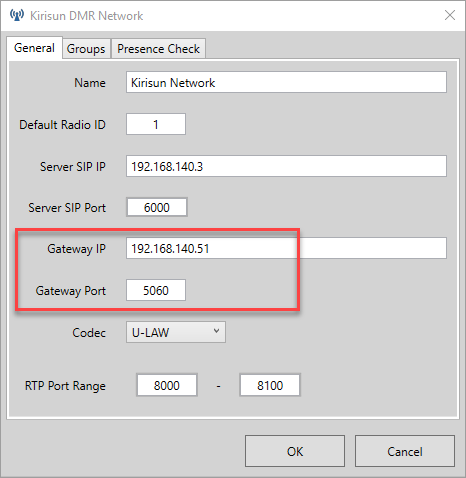 Kirisun DMR Network
General Groups Presence Check
Name Kirisun Network
Default Radio ID 1
Server SIP IP 192.168.140.3
Server SIP Port 6000
Gateway IP 192.168.140.51
Gateway Port 5060
Codec U-LAW
RTP Port Range 8000 - 8100
OK Cancel